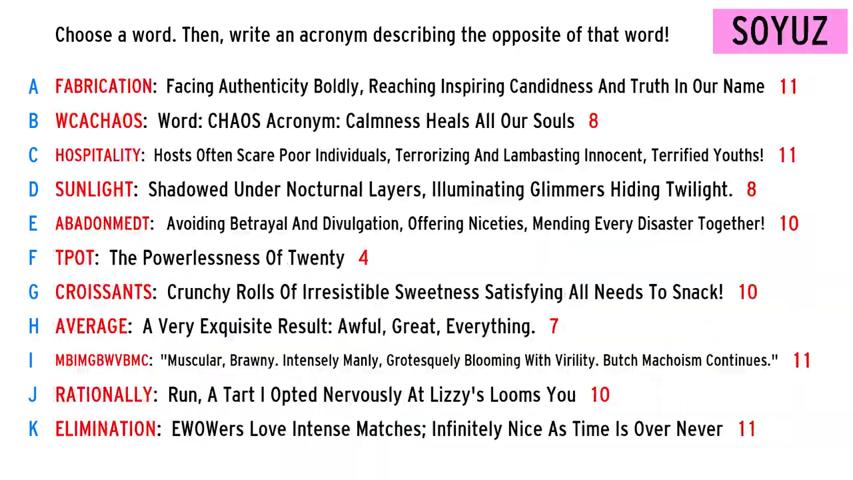 Choose a word. Then, write an acronym describing the opposite of that word!
SOYUZ
A FABRICATION: Facing Authenticity Boldly, Reaching Inspiring Candidness And Truth In Our Name 11
B WCACHAOS: Word: CHAOS Acronym: Calmness Heals All Our Souls 8
C HOSPITALITY: Hosts Often Scare Poor Individuals, Terrorizing And Lambasting Innocent, Terrified Youths! 11
D SUNLIGHT: Shadowed Under Nocturnal Layers, Illuminating Glimmers Hiding Twilight. 8
E ABADONMEDT: Avoiding Betrayal And Divulgation, Offering Niceties, Mending Every Disaster Together! 10
F TPOT: The Powerlessness Of Twenty 4
G CROISSANTS: Crunchy Rolls Of Irresistible Sweetness Satisfying All Needs To Snack! 10
H AVERAGE: A Very Exquisite Result: Awful, Great, Everything. 7
I MBIMGBWVBMC: "Muscular, Brawny. Intensely Manly, Grotesquely Blooming With Virility. Butch Machoism Continues." 11
J RATIONALLY: Run, A Tart I Opted Nervously At Lizzy's Looms You 10
K ELIMINATION: EWOWers Love Intense Matches; Infinitely Nice As Time Is Over Never 11